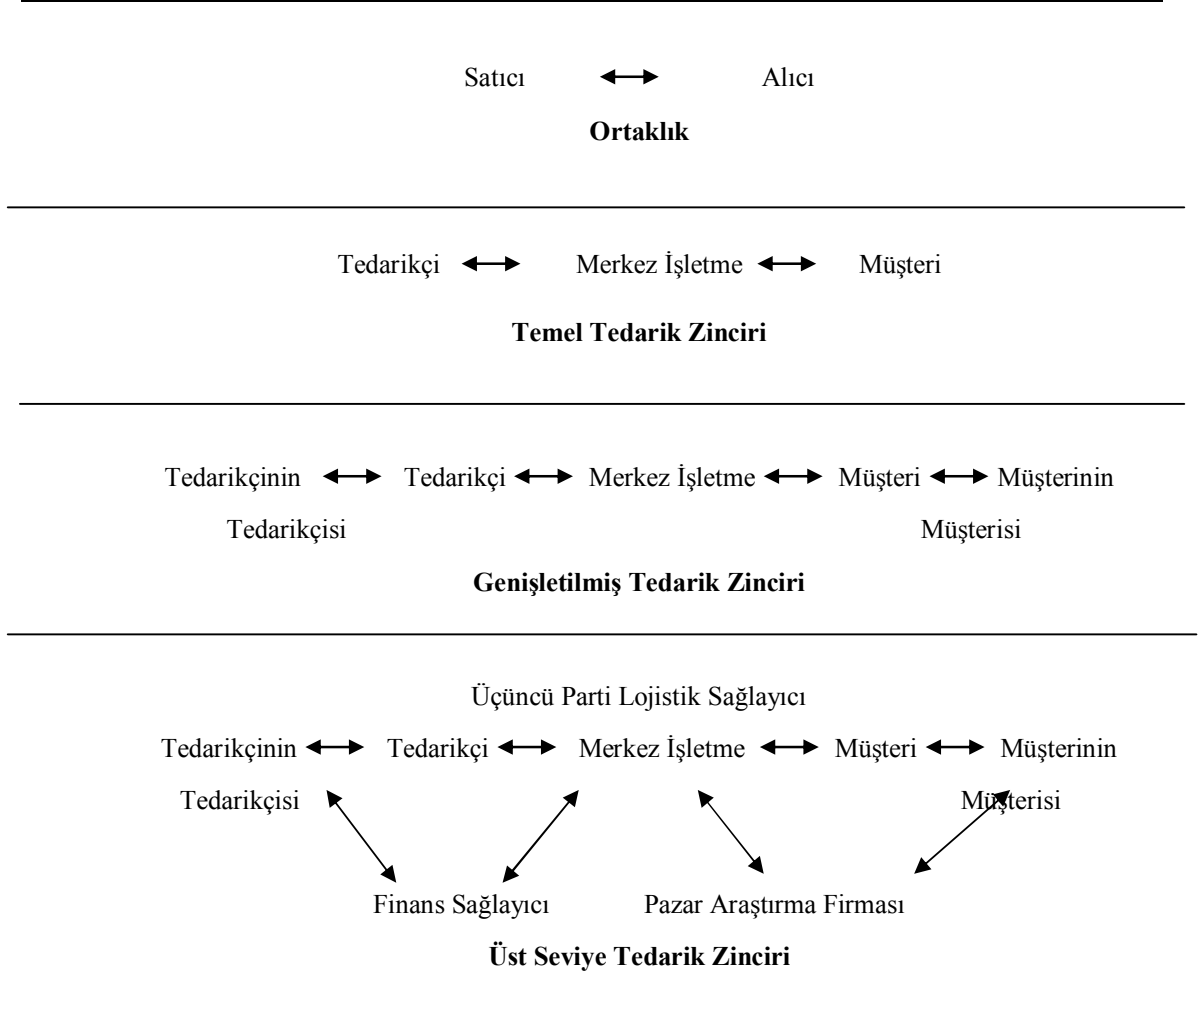 Satıcı Alıcı
Ortaklık
Tedarikçi Merkez İşletme Müşteri
Temel Tedarik Zinciri
Tedarikçinin Tedarikçi Merkez İşletme Müşteri Müşterinin
Tedarikçisi Müşterisi
Genişletilmiş Tedarik Zinciri
Üçüncü Parti Lojistik Sağlayıcı
Tedarikçinin Tedarikçi Merkez İşletme Müşteri Müşterinin
Tedarikçisi Müşterisi
Finans Sağlayıcı Pazar Araştırma Firması
Üst Seviye Tedarik Zinciri